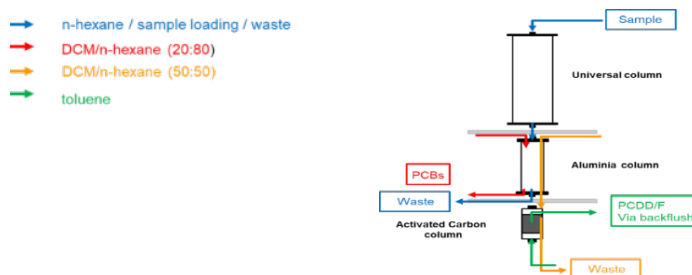 n-hexane / sample loading / waste
DCM/n-hexane (20:80)
DCM/n-hexane (50:50)
toluene
Sample
Universal column
Aluminia column
PCBs
Waste
PCDD/F
Via backflush
Activated Carbon
column
Waste